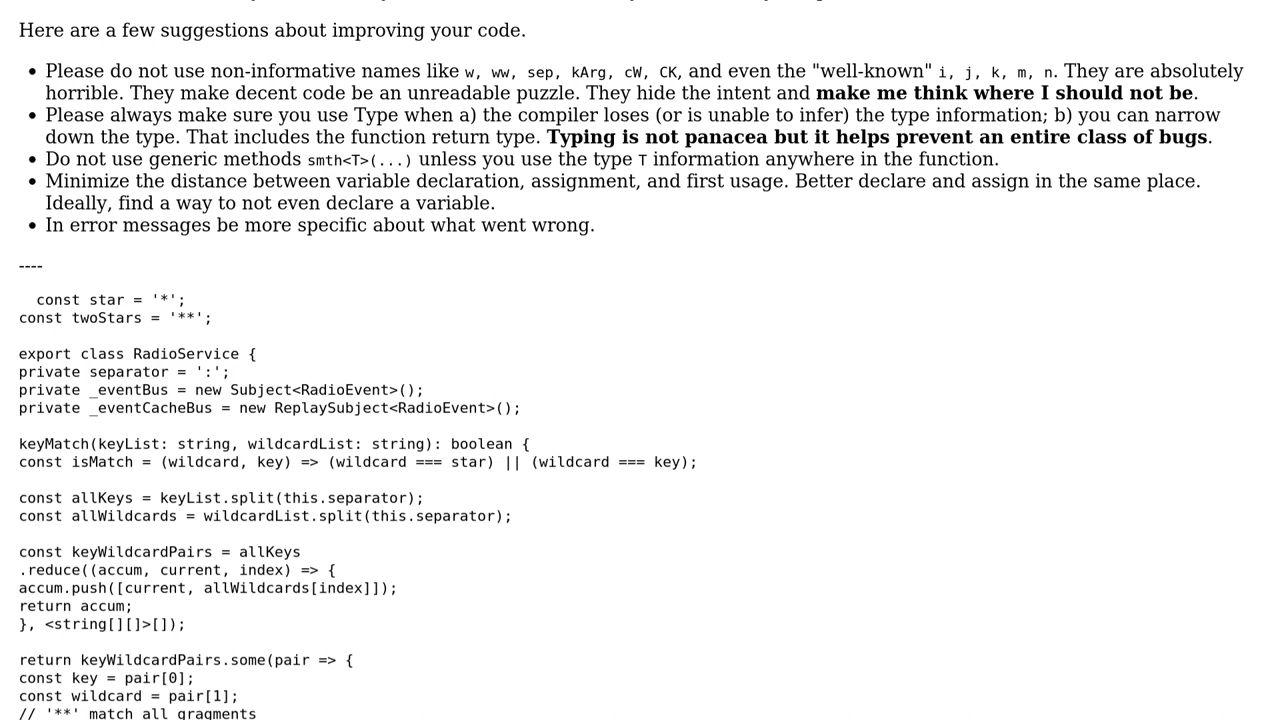 Here are a few suggestions about improving your code.
• Please do not use non-informative names like w, ww, sep, kArg, cW, CK, and even the "well-known" i, j, k, m, n. They are absolutely
horrible. They make decent code be an unreadable puzzle. They hide the intent and make me think where I should not be.
• Please always make sure you use Type when a) the compiler loses (or is unable to infer) the type information; b) you can narrow
down the type. That includes the function return type. Typing is not panacea but it helps prevent an entire class of bugs.
• Do not use generic methods smth<T>(...) unless you use the type T information anywhere in the function.
• Minimize the distance between variable declaration, assignment, and first usage. Better declare and assign in the same place.
Ideally, find a way to not even declare a variable.
• In error messages be more specific about what went wrong.
----
const star = '*';
const twoStars = '**';
export class RadioService {
private separator = ':';
private _eventBus = new Subject<RadioEvent>();
private _eventCacheBus = new ReplaySubject<RadioEvent>();
keyMatch(keyList: string, wildcardList: string): boolean {
const isMatch = (wildcard, key) => (wildcard === star) || (wildcard === key);
const allKeys = keyList.split(this.separator);
const allWildcards = wildcardList.split(this.separator);
const keyWildcardPairs = allKeys
.reduce((accum, current, index) => {
accum.push([current, allWildcards[index]]);
return accum;
}, <string[][]>[]);
return keyWildcardPairs.some(pair => {
const key = pair[0];
const wildcard = pair[1];
// '**' match all gragments